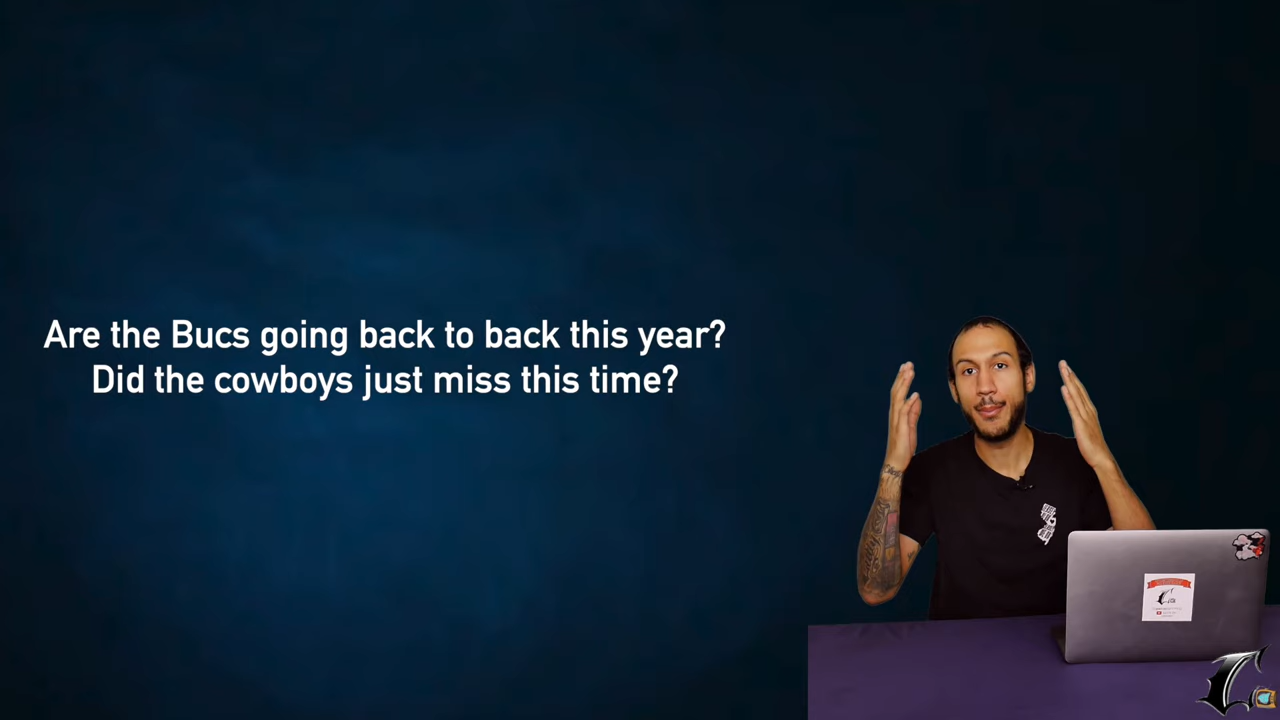 Are the Bucs going back to back this year?
Did the cowboys just miss this time?